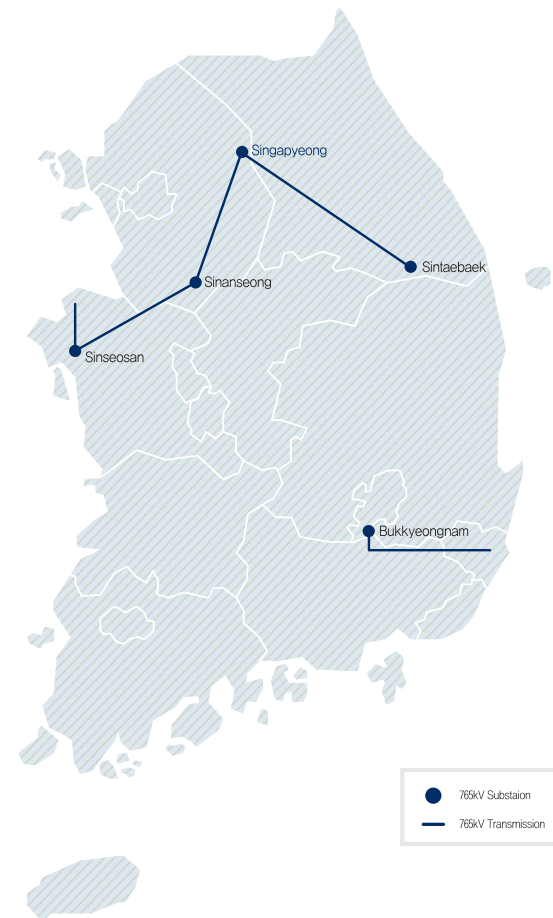 Singapyeong
Sintaebaek
Sinanseong
Sinseosan
Bukkyeongnam
765kV Substaion
765kV Transmission